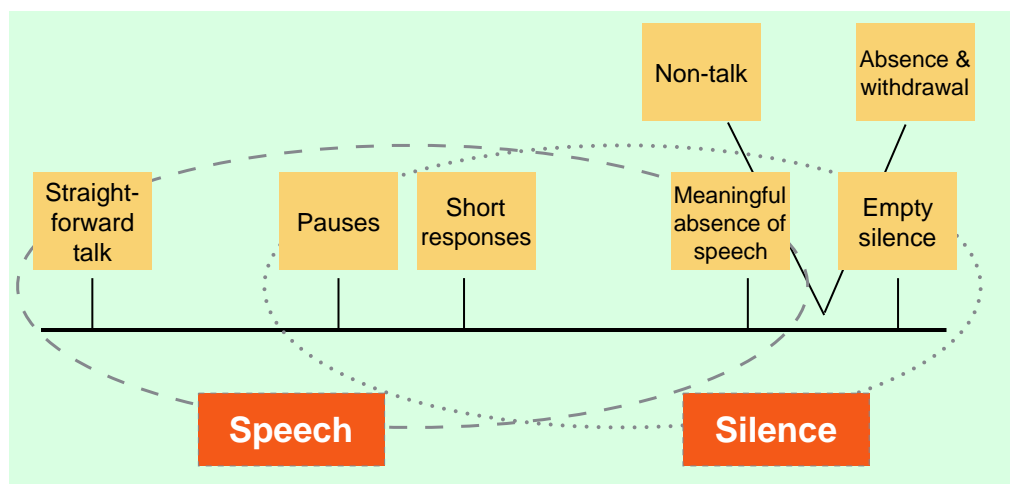 Non-talk
Absence &
withdrawal
Straight-
forward
talk
Pauses
Short
responses
Meaningful
absence of
speech
Empty
silence
Speech
Silence